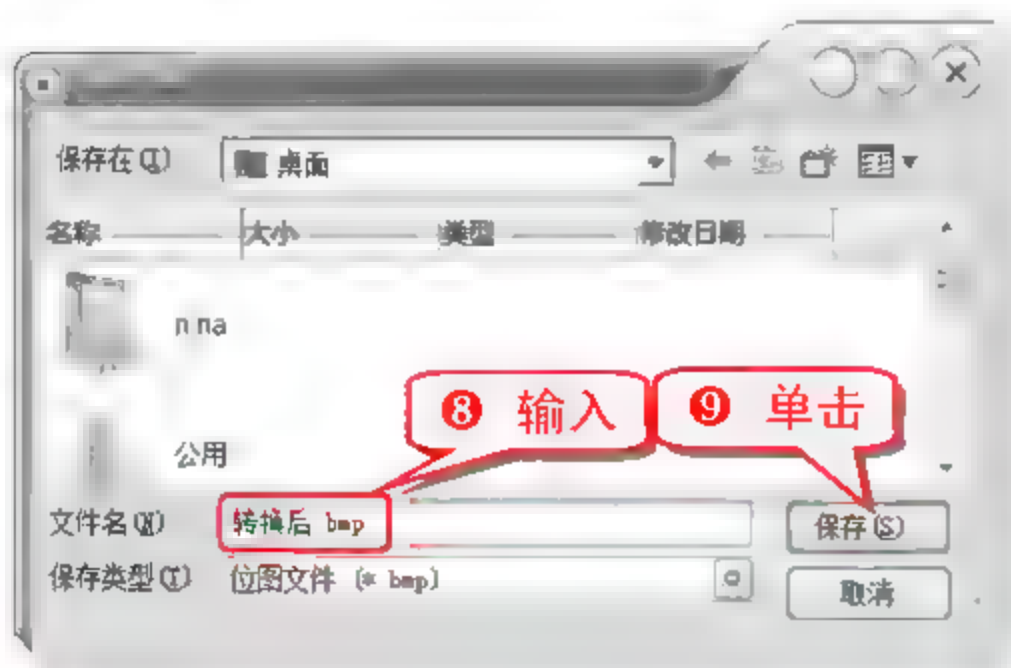 保存在(I) 桌面
名称 大小 类型 修改日期
n na
❽ 输入 ❾ 单击
公用
文件名(N) 转换后 bmp 保存(S)
保存类型(T) 位图文件 (* bmp) 取消